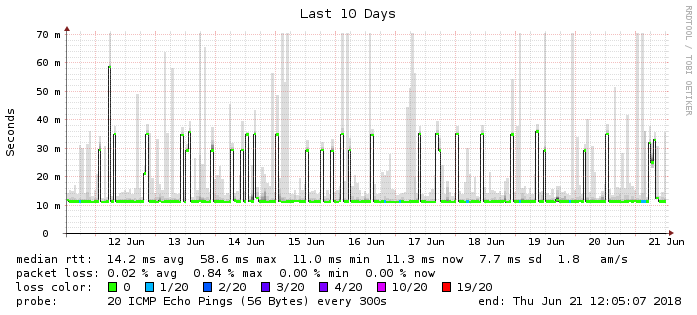 Last 10 Days
RRDTOOL / TOBI OETIKER
Seconds
70 m
60 m
50 m
40 m
30 m
20 m
10 m
0
12 Jun 13 Jun 14 Jun 15 Jun 16 Jun 17 Jun 18 Jun 19 Jun 20 Jun 21 Jun
median rtt: 14.2 ms avg 58.6 ms max 11.0 ms min 11.3 ms now 7.7 ms sd 1.8 am/s
packet loss: 0.02 % avg 0.84 % max 0.00 % min 0.00 % now
loss color: 0 1/20 2/20 3/20 4/20 10/20 19/20
probe: 20 ICMP Echo Pings (56 Bytes) every 300s end: Thu Jun 21 12:05:07 2018